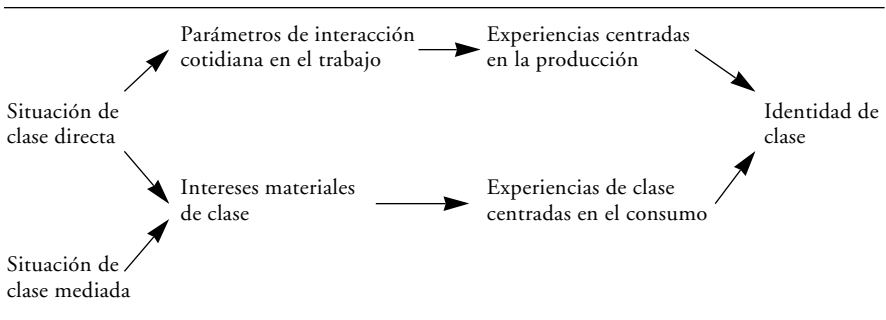 Parámetros de interacción
cotidiana en el trabajo
Experiencias centradas
en la producción
Situación de
clase directa
Identidad de
clase
Intereses materiales
de clase
Experiencias de clase
centradas en el consumo
Situación de
clase mediada